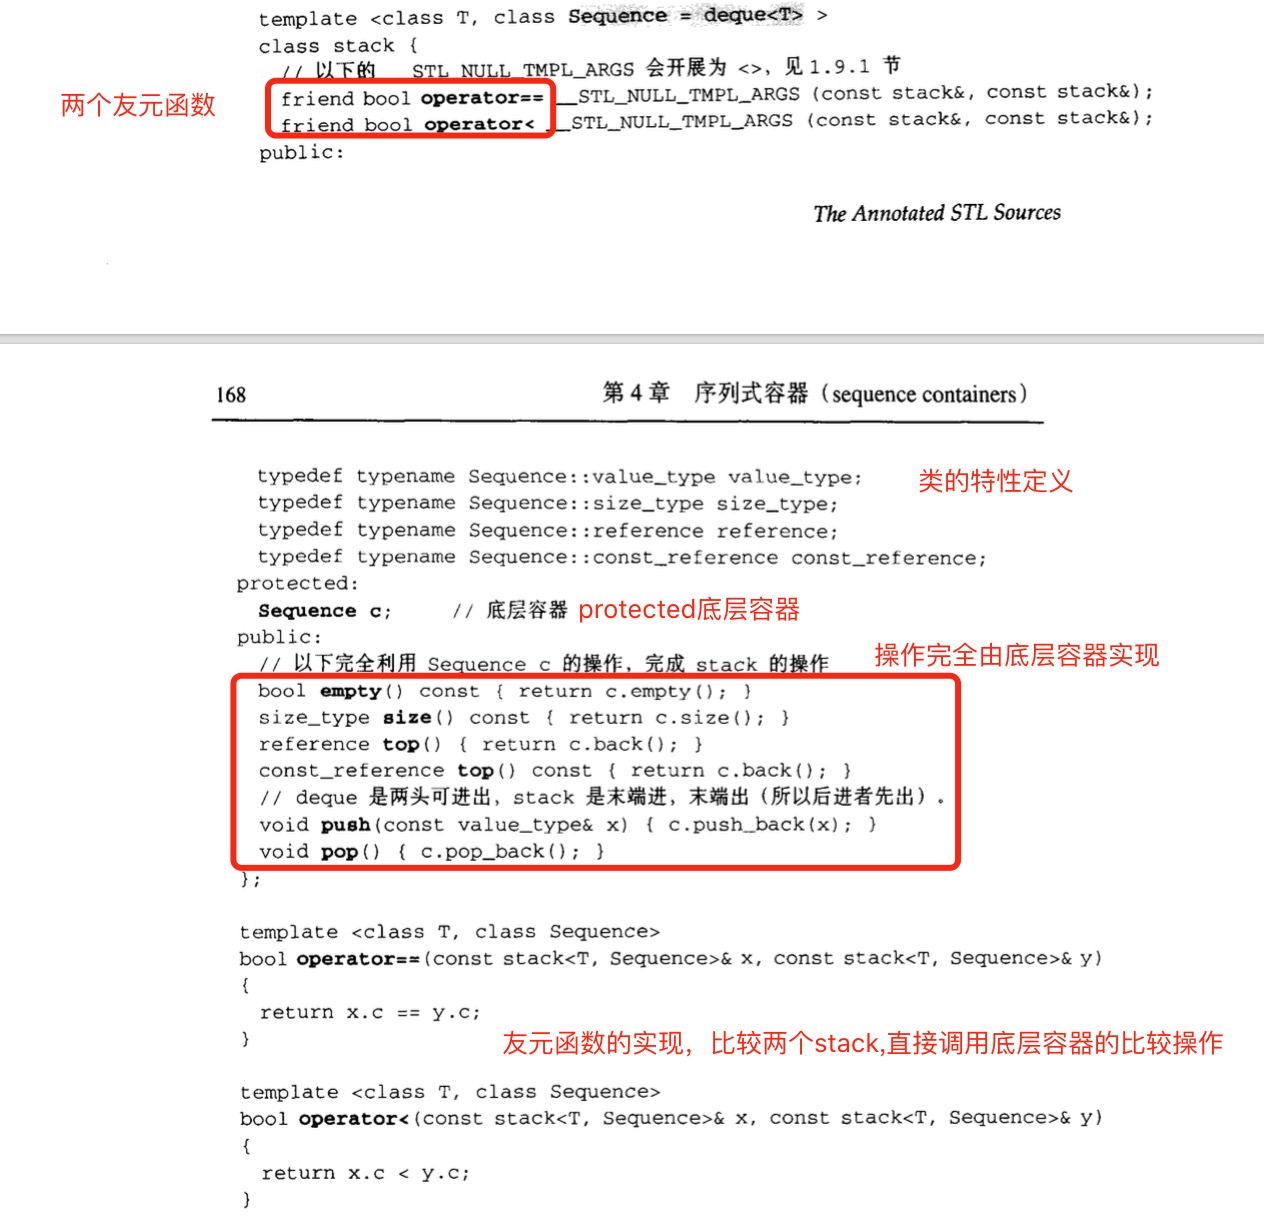 template <class T, class Sequence = deque<T> >
class stack {
// 以下的 __STL_NULL_TMPL_ARGS 会开展为 <>, 见 1.9.1 节
两个友元函数
friend bool operator== __STL_NULL_TMPL_ARGS (const stack&, const stack&);
friend bool operator< __STL_NULL_TMPL_ARGS (const stack&, const stack&);
public:
The Annotated STL Sources
168 第 4 章 序列式容器（sequence containers）
typedef typename Sequence::value_type value_type; 类的特性定义
typedef typename Sequence::size_type size_type;
typedef typename Sequence::reference reference;
typedef typename Sequence::const_reference const_reference;
protected:
Sequence c; // 底层容器 protected底层容器
public:
// 以下完全利用 Sequence c 的操作，完成 stack 的操作 操作完全由底层容器实现
bool empty() const { return c.empty(); }
size_type size() const { return c.size(); }
reference top() { return c.back(); }
const_reference top() const { return c.back(); }
// deque 是两头可进出，stack 是末端进，末端出（所以后进者先出）。
void push(const value_type& x) { c.push_back(x); }
void pop() { c.pop_back(); }
};
template <class T, class Sequence>
bool operator==(const stack<T, Sequence>& x, const stack<T, Sequence>& y)
{
return x.c == y.c;
}
友元函数的实现，比较两个stack,直接调用底层容器的比较操作
template <class T, class Sequence>
bool operator<(const stack<T, Sequence>& x, const stack<T, Sequence>& y)
{
return x.c < y.c;
}